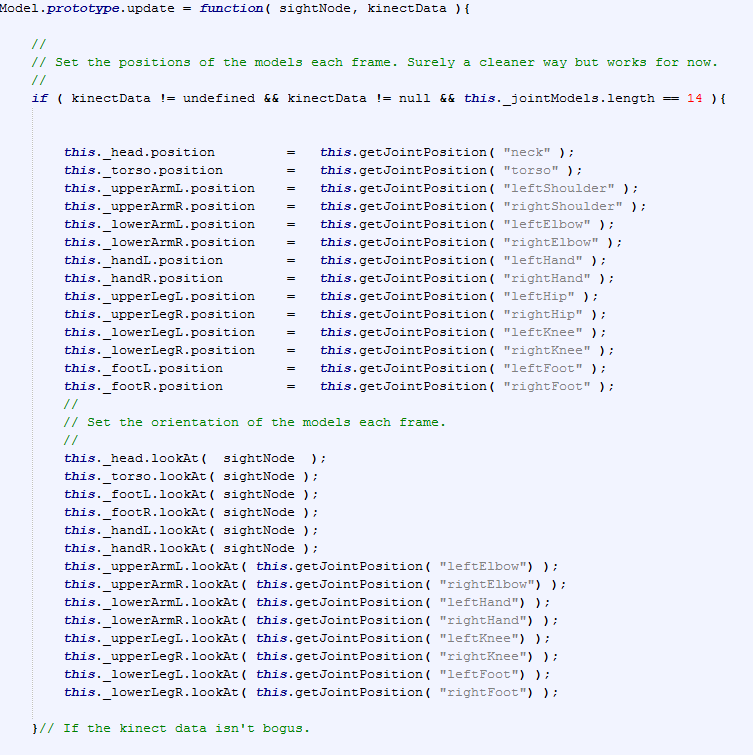 Model.prototype.update = function( sightNode, kinectData ){
//
// Set the positions of the models each frame. Surely a cleaner way but works for now.
//
if ( kinectData != undefined && kinectData != null && this._jointModels.length == 14 ){
this._head.position = this.getJointPosition( "neck" );
this._torso.position = this.getJointPosition( "torso" );
this._upperArmL.position = this.getJointPosition( "leftShoulder" );
this._upperArmR.position = this.getJointPosition( "rightShoulder" );
this._lowerArmL.position = this.getJointPosition( "leftElbow" );
this._lowerArmR.position = this.getJointPosition( "rightElbow" );
this._handL.position = this.getJointPosition( "leftHand" );
this._handR.position = this.getJointPosition( "rightHand" );
this._upperLegL.position = this.getJointPosition( "leftHip" );
this._upperLegR.position = this.getJointPosition( "rightHip" );
this._lowerLegL.position = this.getJointPosition( "leftKnee" );
this._lowerLegR.position = this.getJointPosition( "rightKnee" );
this._footL.position = this.getJointPosition( "leftFoot" );
this._footR.position = this.getJointPosition( "rightFoot" );
//
// Set the orientation of the models each frame.
//
this._head.lookAt(  sightNode  );
this._torso.lookAt( sightNode );
this._footL.lookAt( sightNode );
this._footR.lookAt( sightNode );
this._handL.lookAt( sightNode );
this._handR.lookAt( sightNode );
this._upperArmL.lookAt( this.getJointPosition( "leftElbow") );
this._upperArmR.lookAt( this.getJointPosition( "rightElbow") );
this._lowerArmL.lookAt( this.getJointPosition( "leftHand") );
this._lowerArmR.lookAt( this.getJointPosition( "rightHand") );
this._upperLegL.lookAt( this.getJointPosition( "leftKnee") );
this._upperLegR.lookAt( this.getJointPosition( "rightKnee") );
this._lowerLegL.lookAt( this.getJointPosition( "leftFoot") );
this._lowerLegR.lookAt( this.getJointPosition( "rightFoot") );
}// If the kinect data isn't bogus.